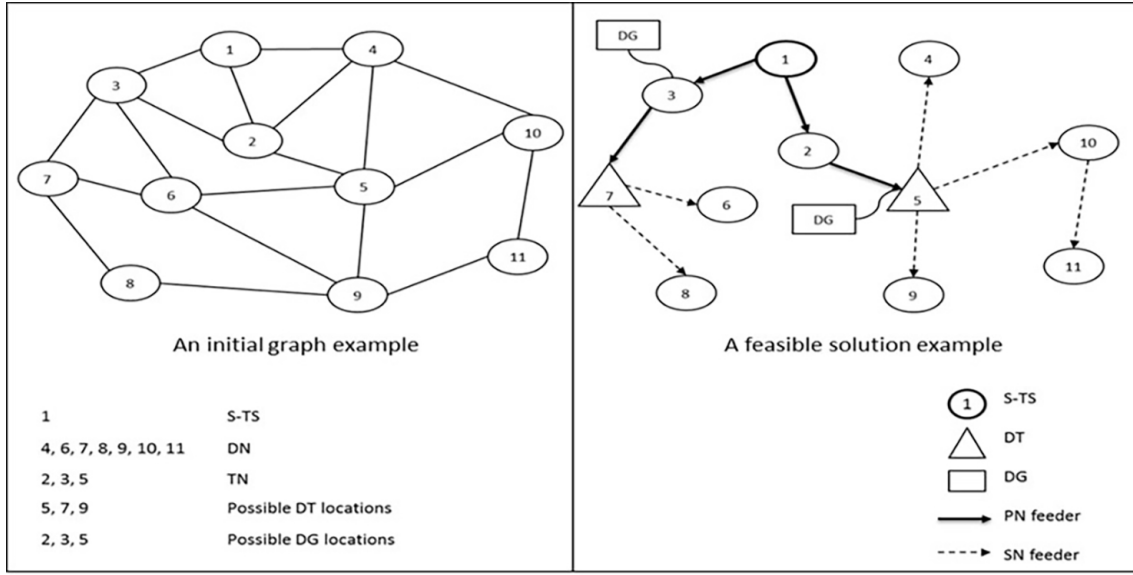 1
4
3
2
10
7
6
5
11
8
9
An initial graph example
1 S-TS
4, 6, 7, 8, 9, 10, 11 DN
2, 3, 5 TN
5, 7, 9 Possible DT locations
2, 3, 5 Possible DG locations
DG
1
4
3
2
10
7
6
5
DG
11
8
9
A feasible solution example
1 S-TS
DT
DG
PN feeder
SN feeder